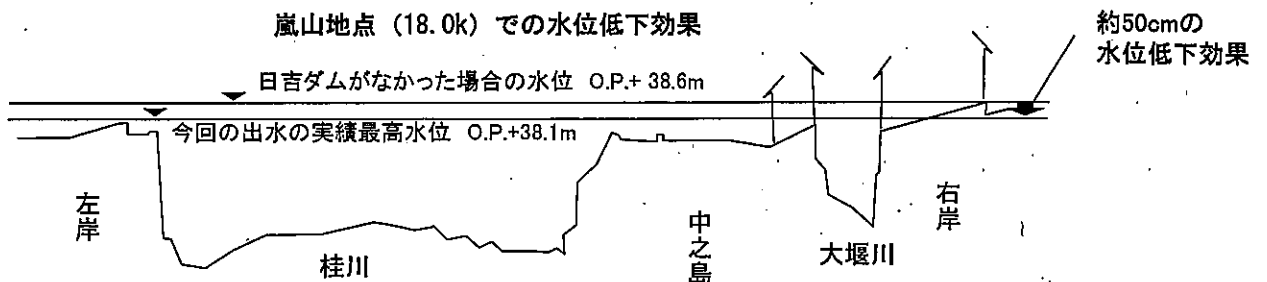 嵐山地点（18.0k）での水位低下効果
約50cmの
水位低下効果
日吉ダムがなかった場合の水位 O.P.+ 38.6m
今回の出水の実績最高水位 O.P.+38.1m
左岸
桂川
中之島
大堰川
右岸